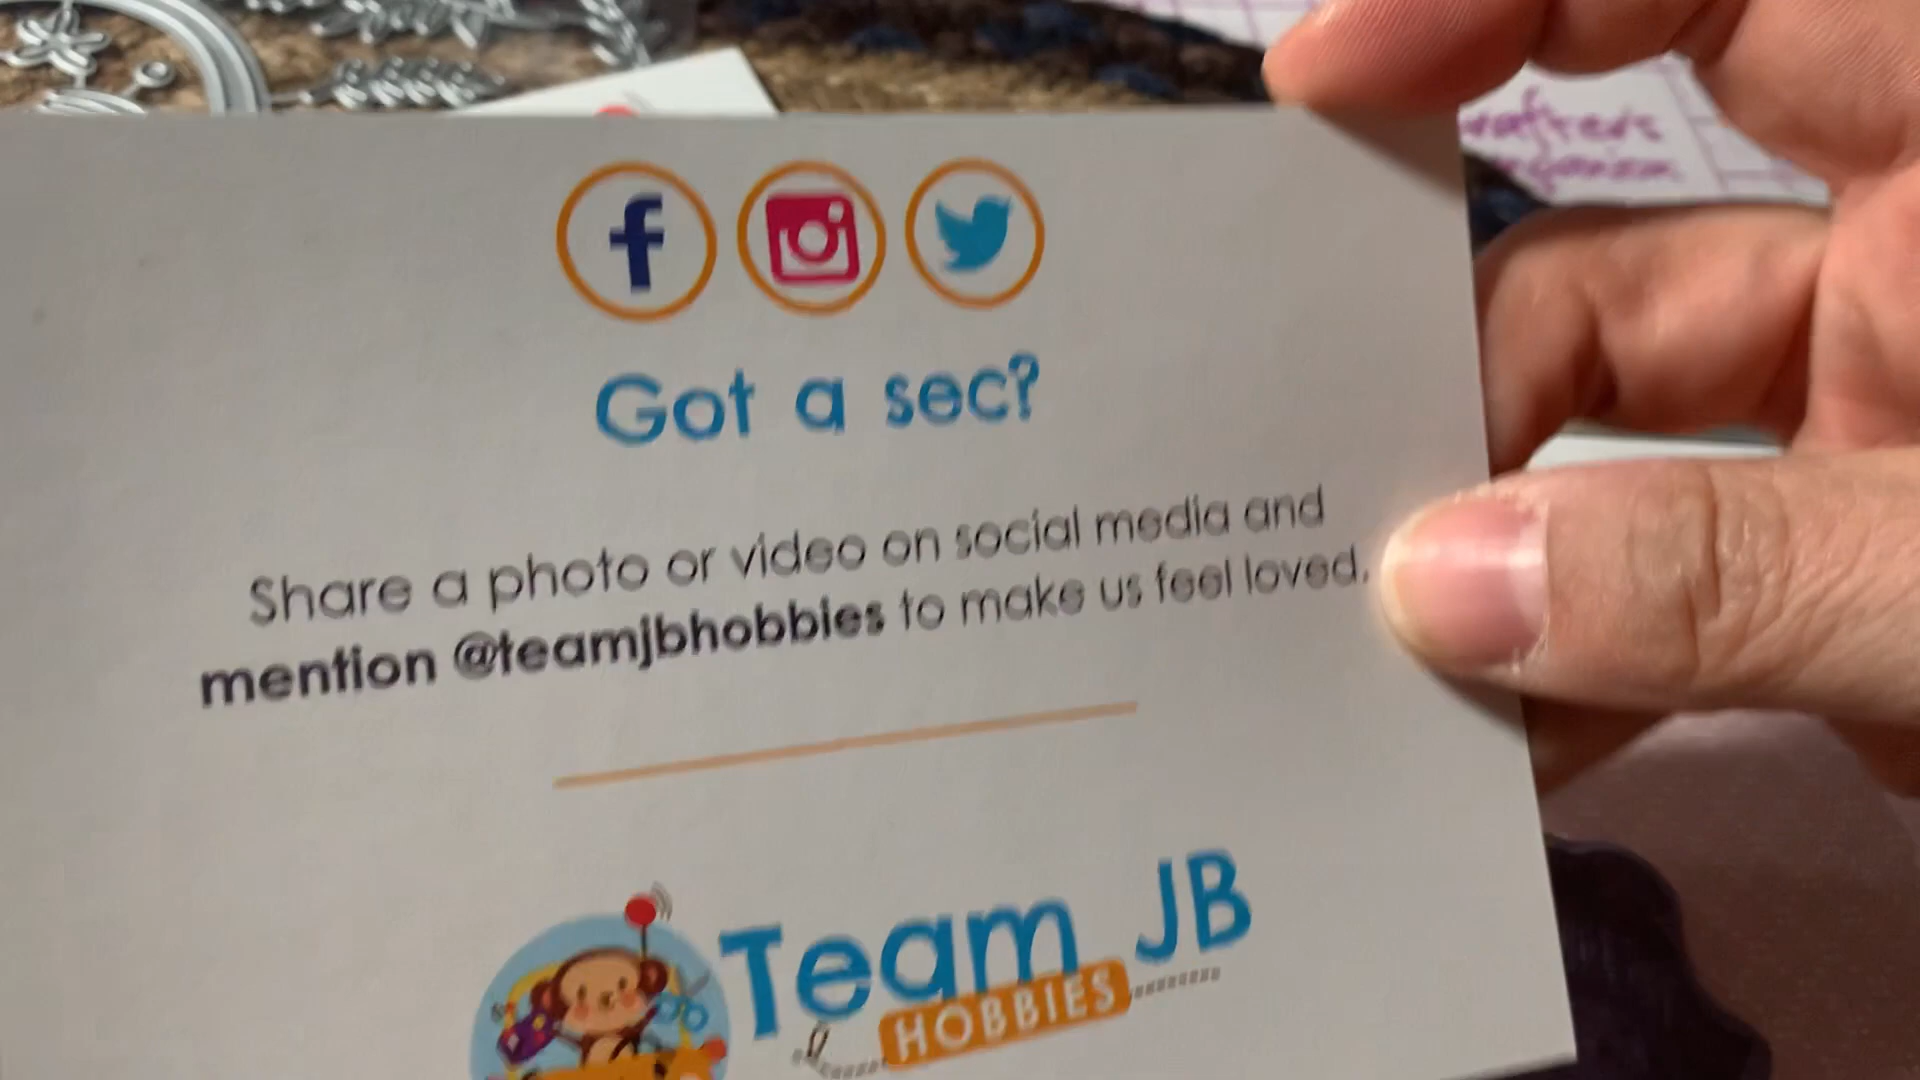 Got a sec?
Share a photo or video on social media and
mention @teamjbhobbies to make us feel loved.
Team JB
HOBBIES